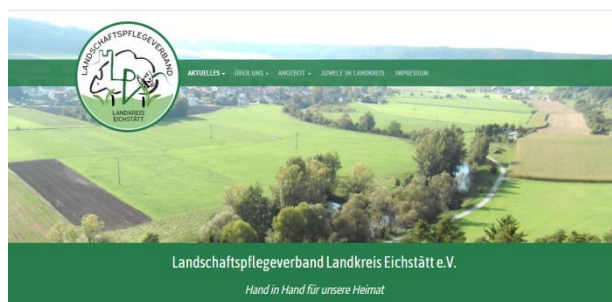 LANDSCHAFTSPFLEGEVERBAND
LANDKREIS
EICHSTÄTT
AKTUELLES
ÜBER UNS
ANGEBOT
JUWELE IM LANDKREIS
IMPRESSUM
Landschaftspflegeverband Landkreis Eichstätt e.V.
Hand in Hand für unsere Heimat